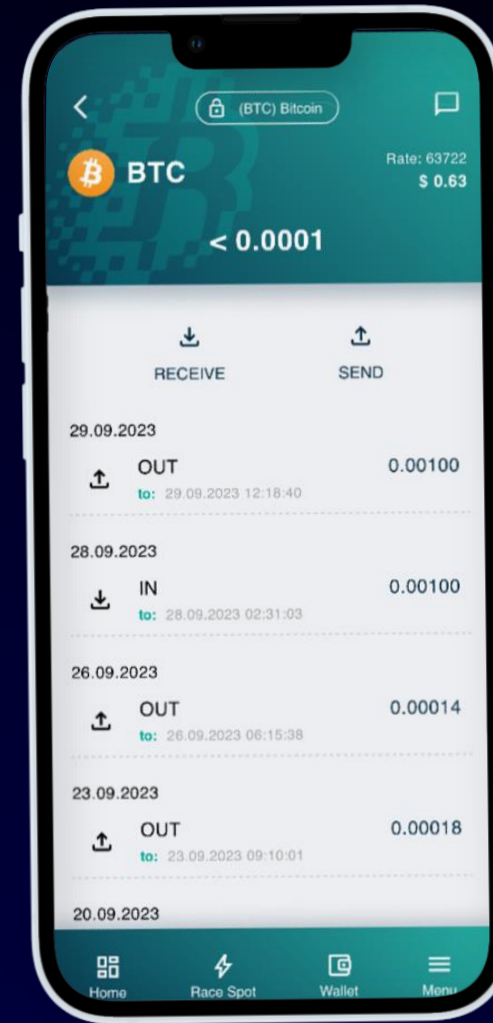 (BTC) Bitcoin
BTC
Rate: 63722
$ 0.63
< 0.0001
RECEIVE
SEND
29.09.2023
OUT
0.00100
to: 29.09.2023 12:18:40
28.09.2023
IN
0.00100
to: 28.09.2023 02:31:03
26.09.2023
OUT
0.00014
to: 26.09.2023 06:15:38
23.09.2023
OUT
0.00018
to: 23.09.2023 09:10:01
20.09.2023
Home
Race Spot
Wallet
Menu